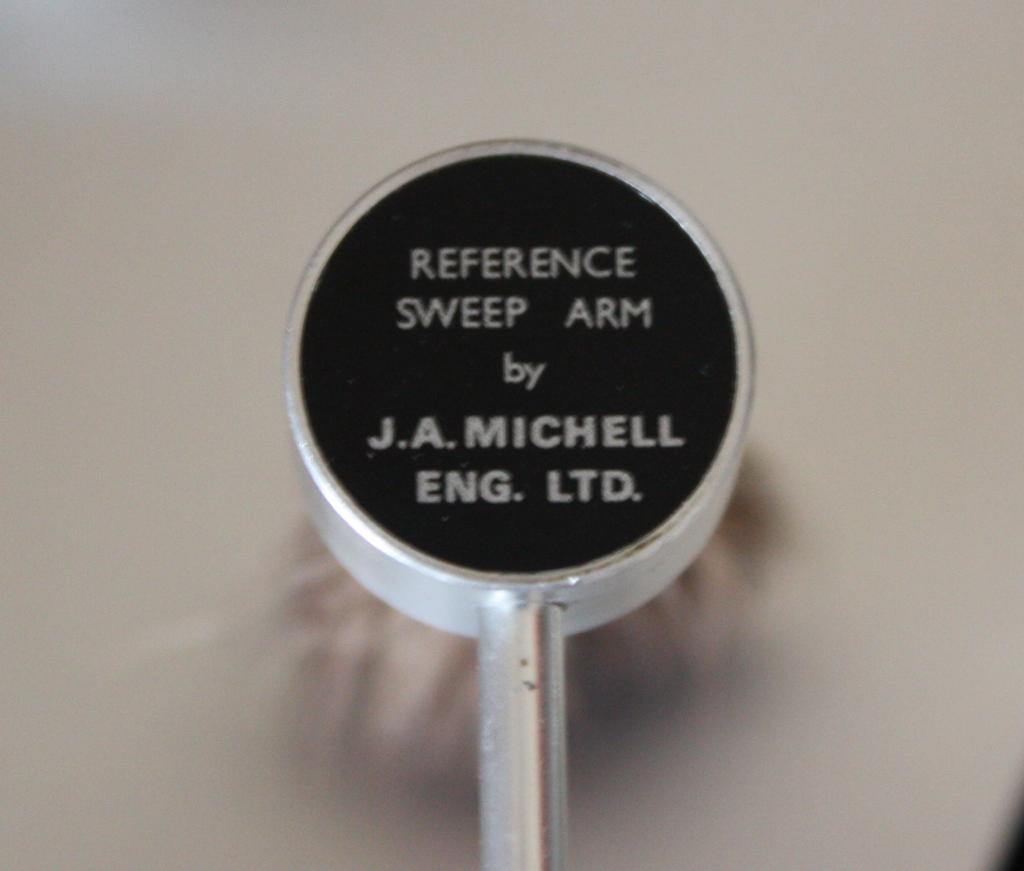 REFERENCE
SWEEP ARM
by
J.A. MICHELL
ENG. LTD.